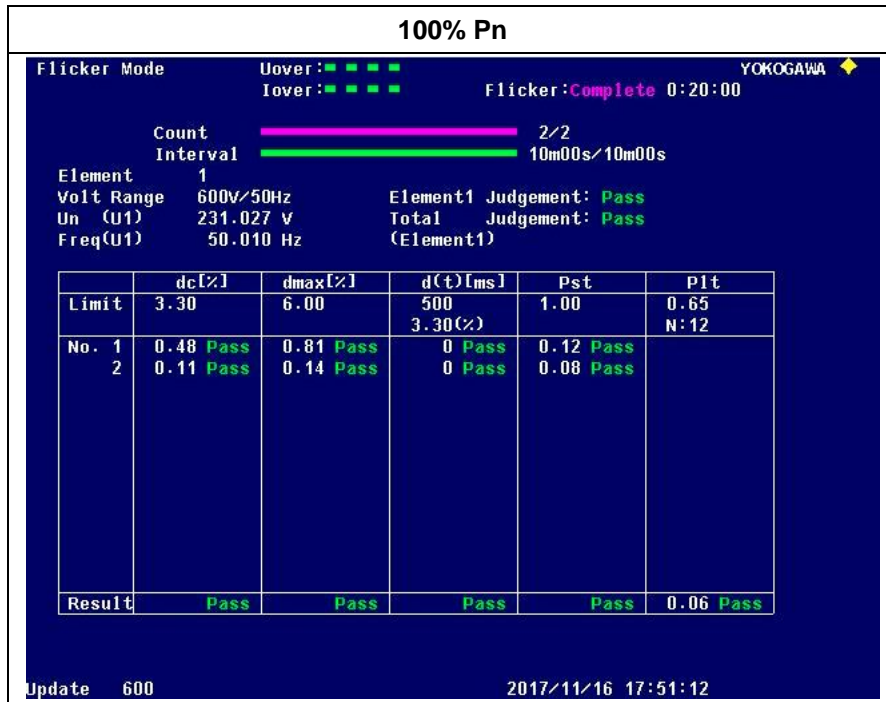 100% Pn
Flicker Mode Uover: YOKOGAWA
Iover: Flicker:Complete 0:20:00
Count 2/2
Interval 10m00s/10m00s
Element 1
Volt Range 600V/50Hz Element1 Judgement: Pass
Un (U1) 231.027 V Total Judgement: Pass
Freq(U1) 50.010 Hz (Element1)
dc[%] dmax[%] d(t)[ms] Pst Plt
Limit 3.30 6.00 500 1.00 0.65
3.30(%) N:12
No. 1 0.48 Pass 0.81 Pass 0 Pass 0.12 Pass
2 0.11 Pass 0.14 Pass 0 Pass 0.08 Pass
Result Pass Pass Pass Pass 0.06 Pass
Update 600 2017/11/16 17:51:12